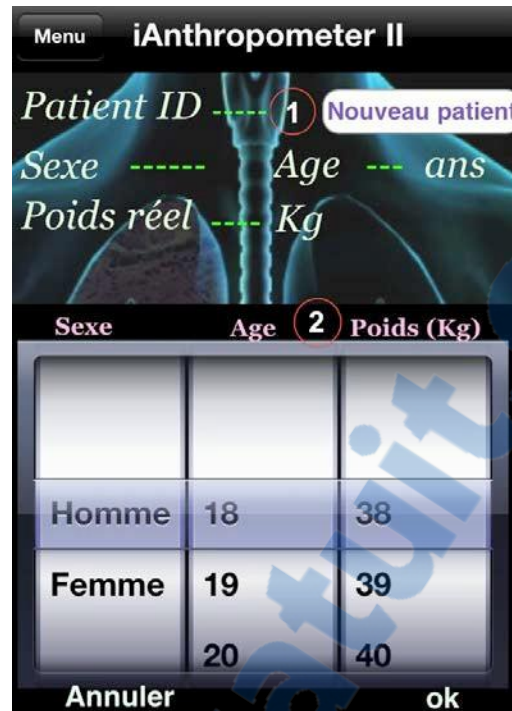 Menu iAnthropometer II
Patient ID ----- 1 Nouveau patient
Sexe ------ Age --- ans
Poids réel ---- Kg
Sexe Age 2 Poids (Kg)
Homme 18 38
Femme 19 39
20 40
Annuler ok